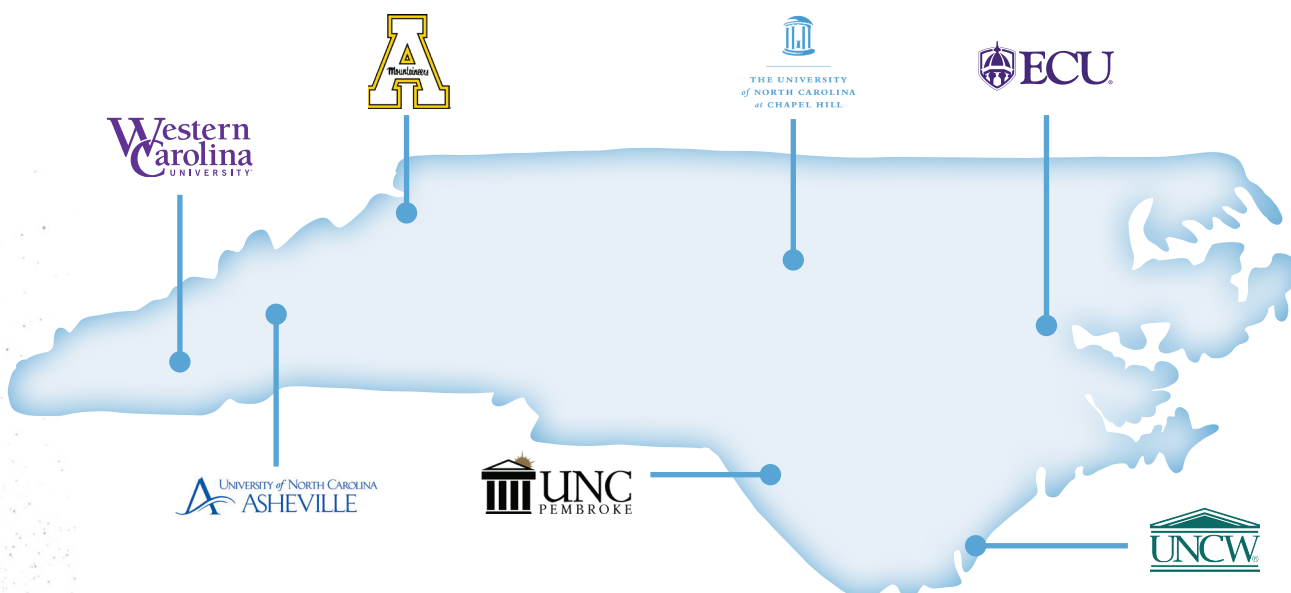 A
Mountaineers
THE UNIVERSITY
of NORTH CAROLINA
at CHAPEL HILL
ECU®
Western
Carolina
UNIVERSITY
UNIVERSITY of NORTH CAROLINA
ASHEVILLE
UNC
PEMBROKE
UNCW®